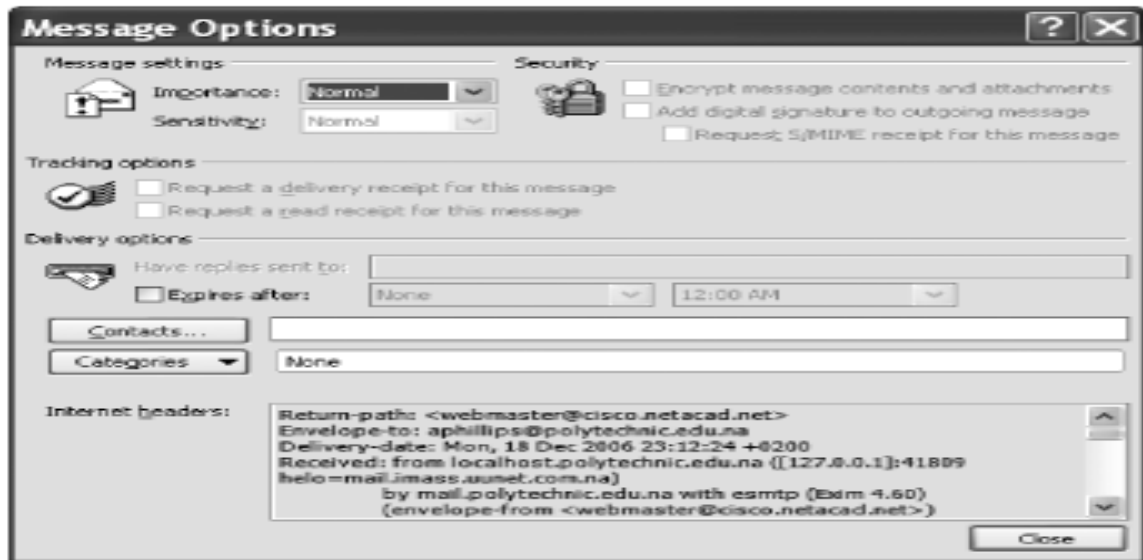 Message Options
Message settings
Importance: Normal
Sensitivity: Normal
Security
Encrypt message contents and attachments
Add digital signature to outgoing message
Request S/MIME receipt for this message
Tracking options
Request a delivery receipt for this message
Request a read receipt for this message
Delivery options
Have replies sent to:
Expires after: None 12:00 AM
Contacts...
Categories None
Internet headers:
Return-path: <webmaster@cisco.netacad.net>
Envelope-to: aphillips@polytechnic.edu.na
Delivery-date: Mon, 18 Dec 2006 23:12:24 +0200
Received: from localhost.polytechnic.edu.na ([127.0.0.1]:41809
helo=mail.imass.uunet.com.na)
by mail.polytechnic.edu.na with esmtp (Exim 4.60)
(envelope-from <webmaster@cisco.netacad.net>)
Close